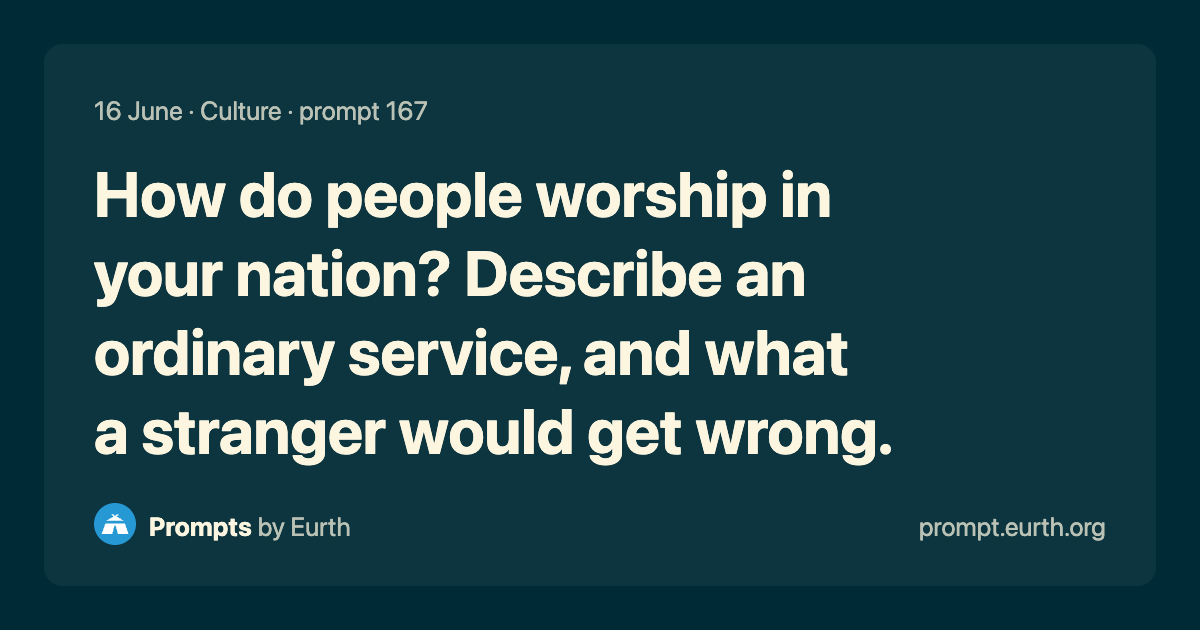 16 June · Culture · prompt 167
How do people worship in
your nation? Describe an
ordinary service, and what
a stranger would get wrong.
Prompts by Eurth
prompt.eurth.org